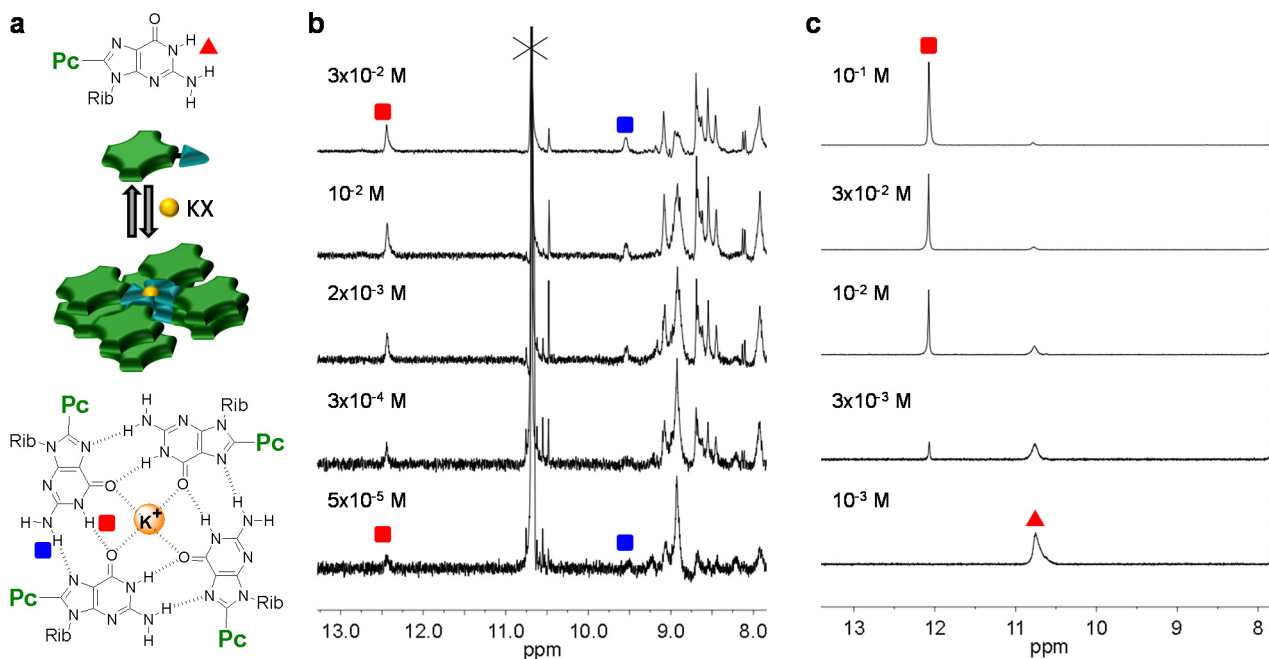 a
O
N
N
H
Pc
N
N
N
H
H
Rib
KX
Pc
Rib
H
H
N
N
N
Rib
N
N
H
N
N
Pc
O
N
N
N
H
O
H
N
H
K⁺
N
H
H
O
O
N
N
N
H
Pc
N
N
H
N
N
Rib
N
N
H
H
Rib
Pc
b
3x10⁻² M
10⁻² M
2x10⁻³ M
3x10⁻⁴ M
5x10⁻⁵ M
13.0 12.0 11.0 10.0 9.0 8.0
ppm
c
10⁻¹ M
3x10⁻² M
10⁻² M
3x10⁻³ M
10⁻³ M
13 12 11 10 9 8
ppm